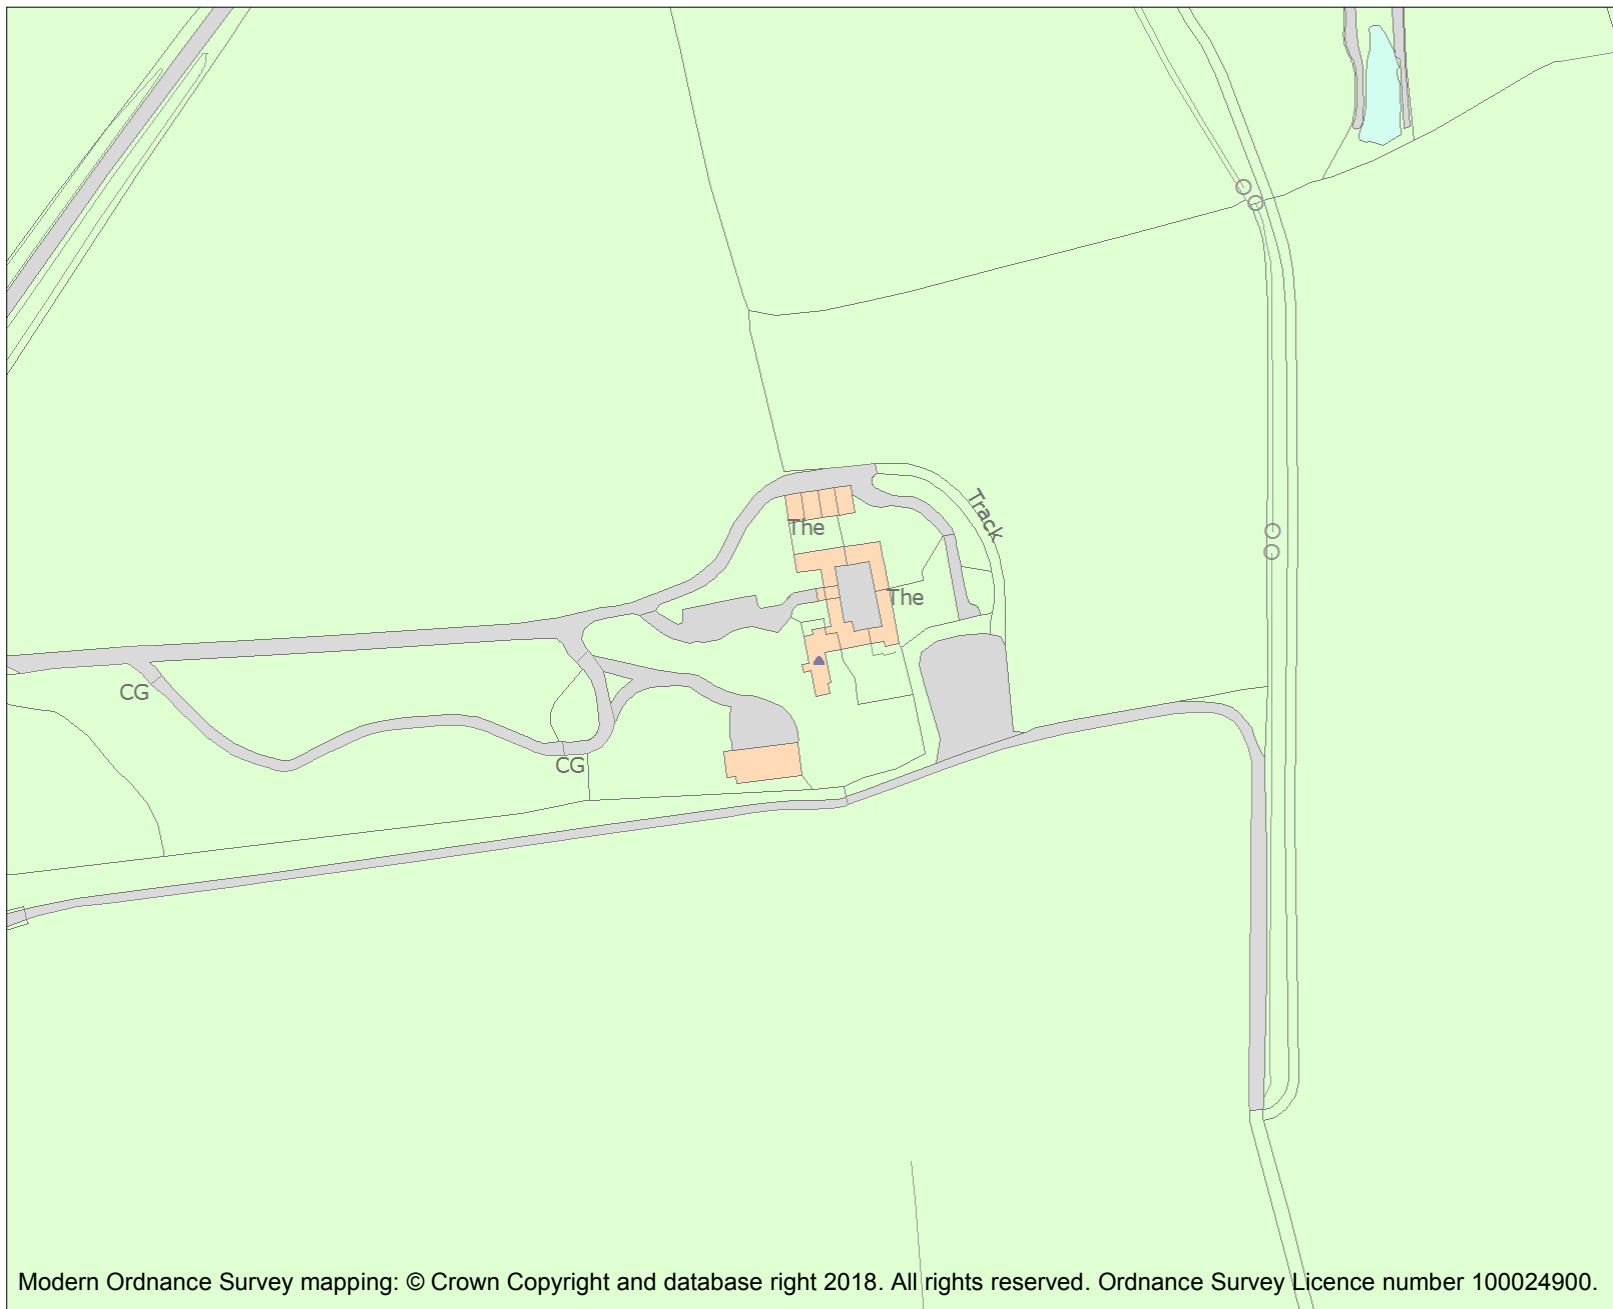 Track
The
The
CG
CG
Modern Ordnance Survey mapping: © Crown Copyright and database right 2018. All rights reserved. Ordnance Survey Licence number 100024900.